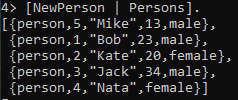 4> [NewPerson | Persons].
[{person,5,"Mike",13,male},
 {person,1,"Bob",23,male},
 {person,2,"Kate",20,female},
 {person,3,"Jack",34,male},
 {person,4,"Nata",female}]